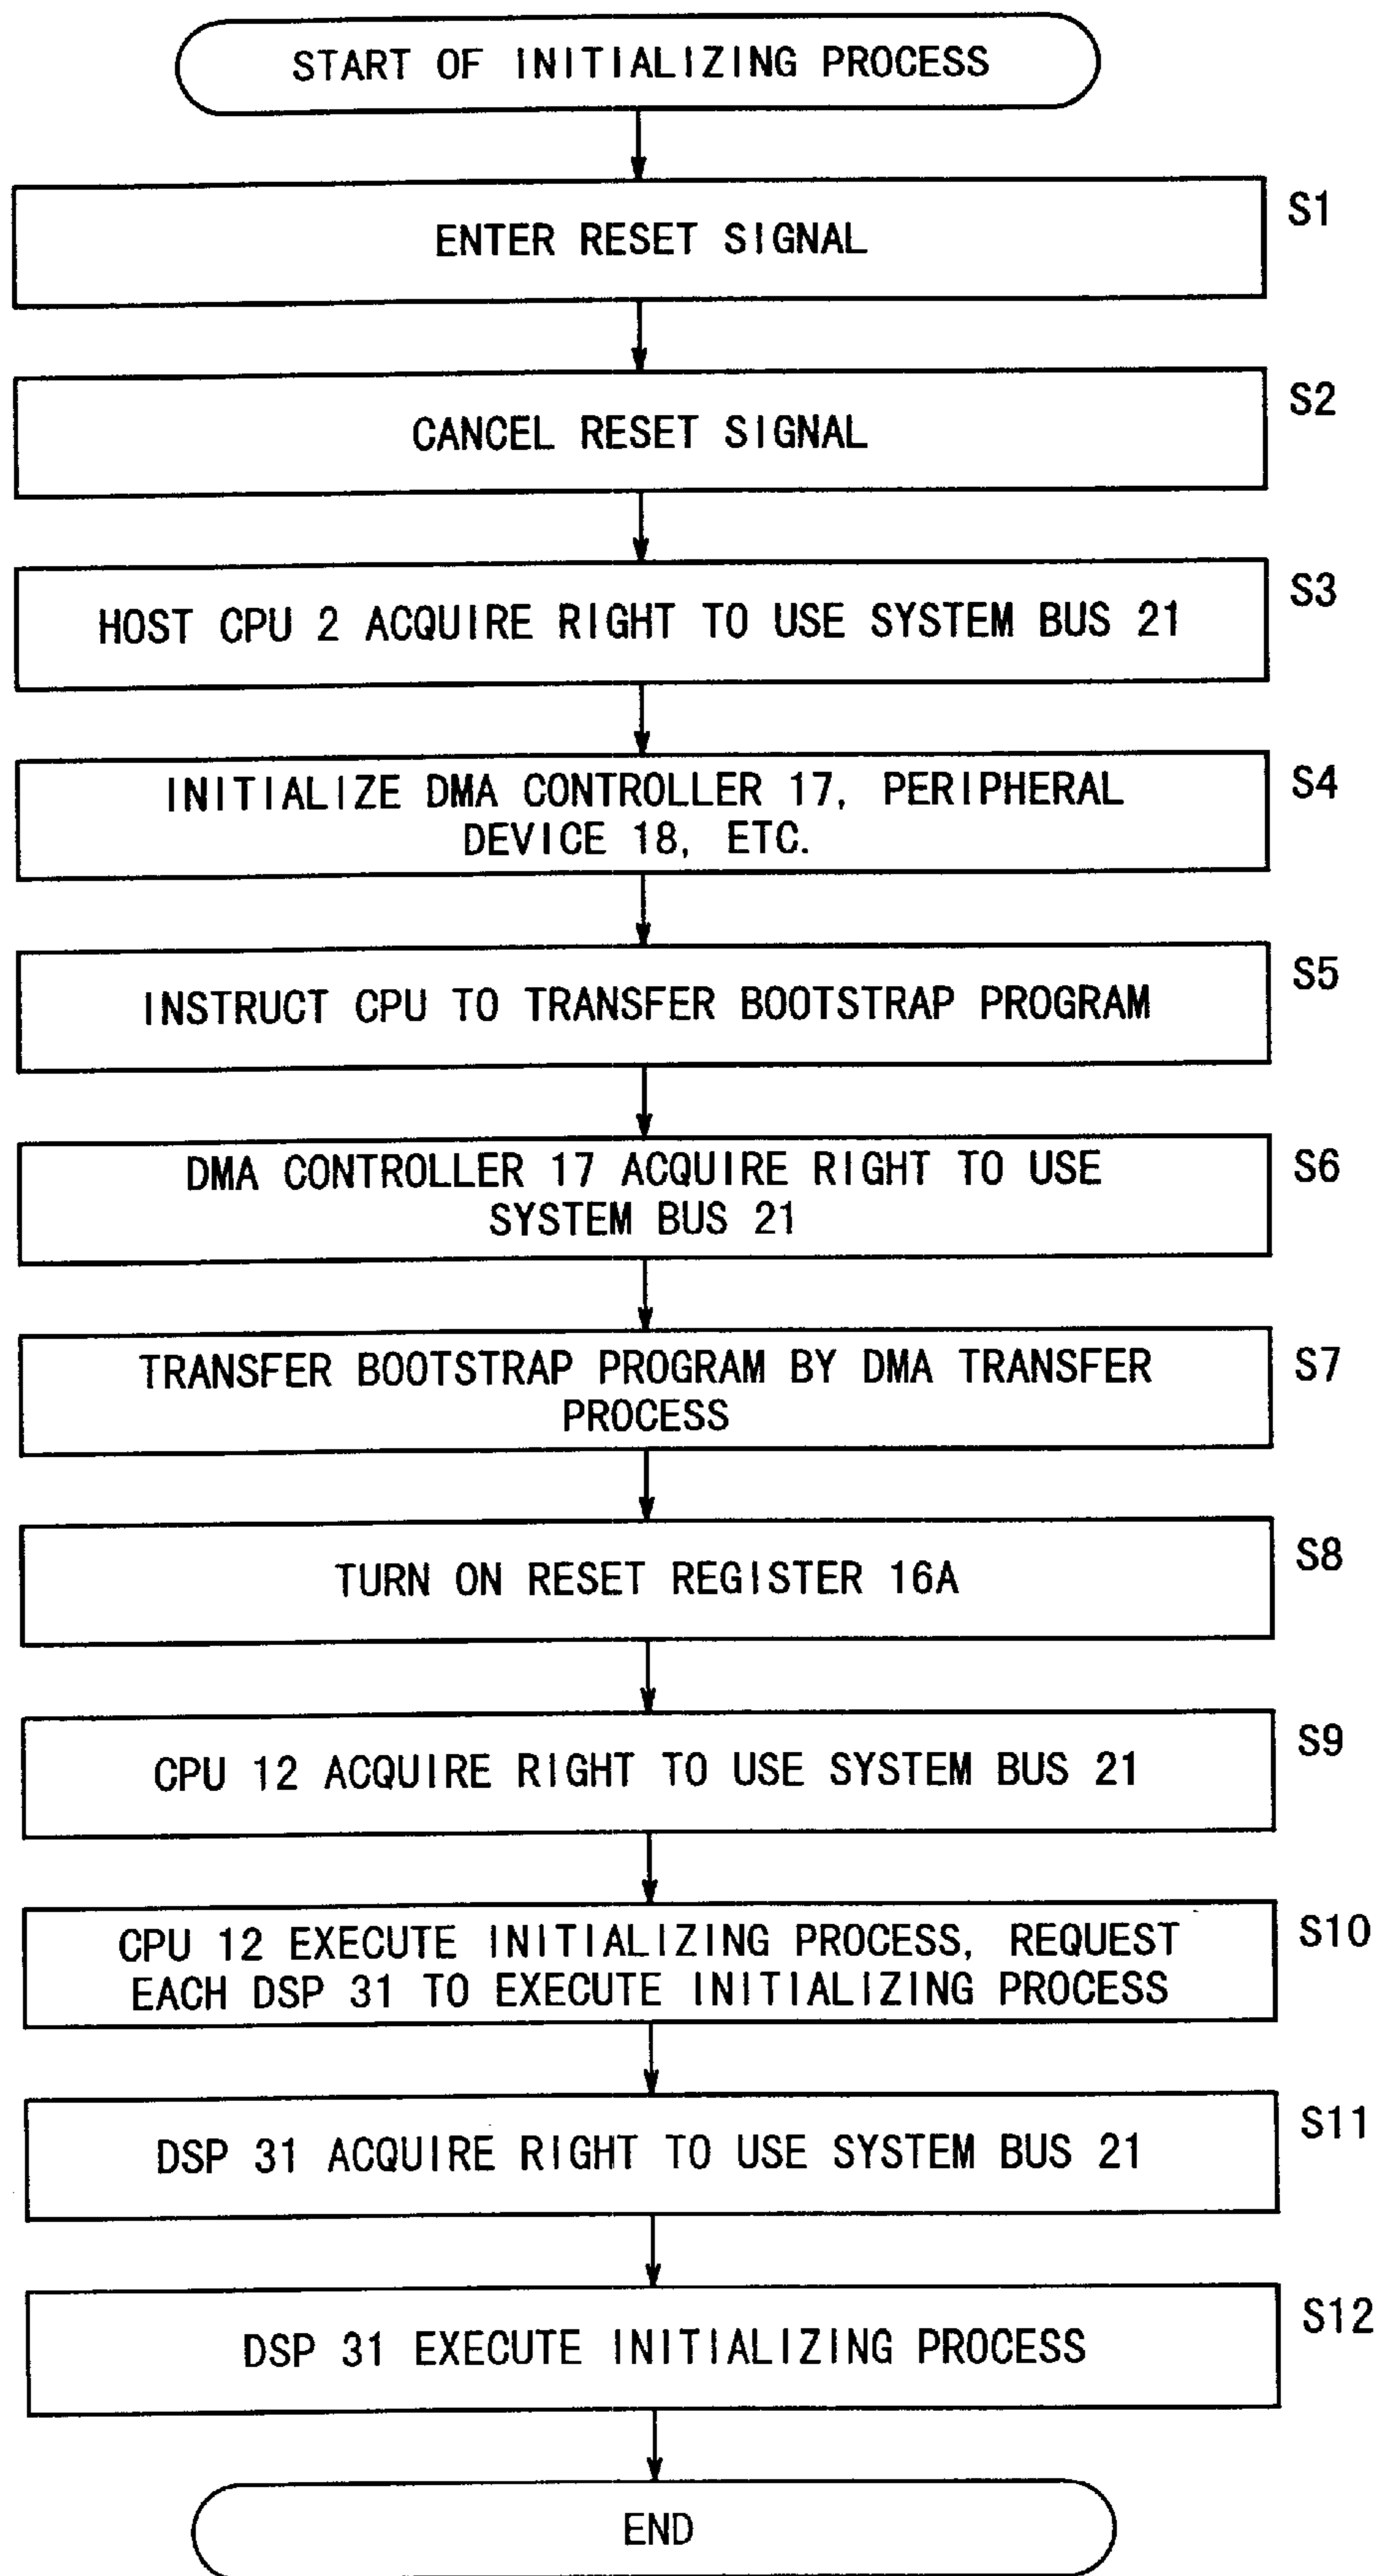 START OF INITIALIZING PROCESS
ENTER RESET SIGNAL
S1
CANCEL RESET SIGNAL
S2
HOST CPU 2 ACQUIRE RIGHT TO USE SYSTEM BUS 21
S3
INITIALIZE DMA CONTROLLER 17, PERIPHERAL
DEVICE 18, ETC.
S4
INSTRUCT CPU TO TRANSFER BOOTSTRAP PROGRAM
S5
DMA CONTROLLER 17 ACQUIRE RIGHT TO USE
SYSTEM BUS 21
S6
TRANSFER BOOTSTRAP PROGRAM BY DMA TRANSFER
PROCESS
S7
TURN ON RESET REGISTER 16A
S8
CPU 12 ACQUIRE RIGHT TO USE SYSTEM BUS 21
S9
CPU 12 EXECUTE INITIALIZING PROCESS, REQUEST
EACH DSP 31 TO EXECUTE INITIALIZING PROCESS
S10
DSP 31 ACQUIRE RIGHT TO USE SYSTEM BUS 21
S11
DSP 31 EXECUTE INITIALIZING PROCESS
S12
END